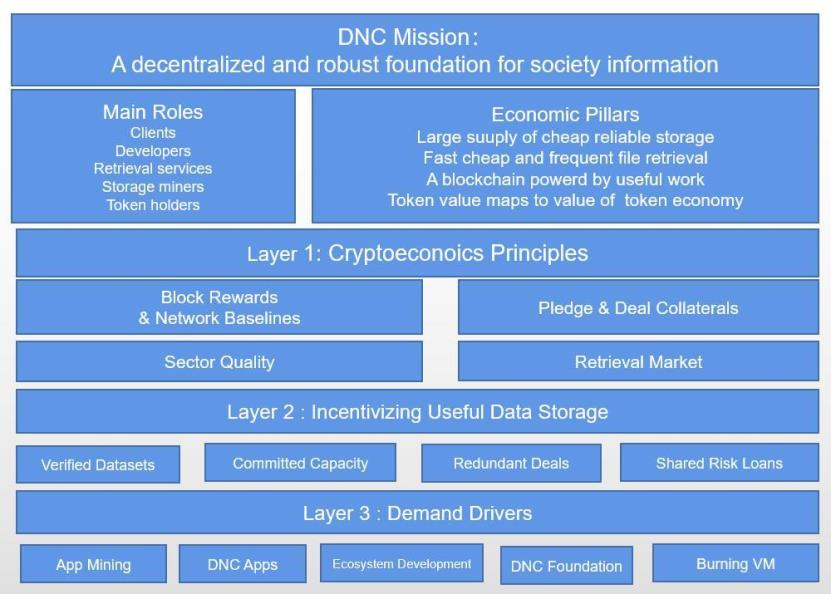 DNC Mission:
A decentralized and robust foundation for society information
Main Roles
Clients
Developers
Retrieval services
Storage miners
Token holders
Economic Pillars
Large suuply of cheap reliable storage
Fast cheap and frequent file retrieval
A blockchain powerd by useful work
Token value maps to value of token economy
Layer 1: Cryptoeconoics Principles
Block Rewards
& Network Baselines
Pledge & Deal Collaterals
Sector Quality
Retrieval Market
Layer 2 : Incentivizing Useful Data Storage
Verified Datasets
Committed Capacity
Redundant Deals
Shared Risk Loans
Layer 3 : Demand Drivers
App Mining
DNC Apps
Ecosystem Development
DNC Foundation
Burning VM